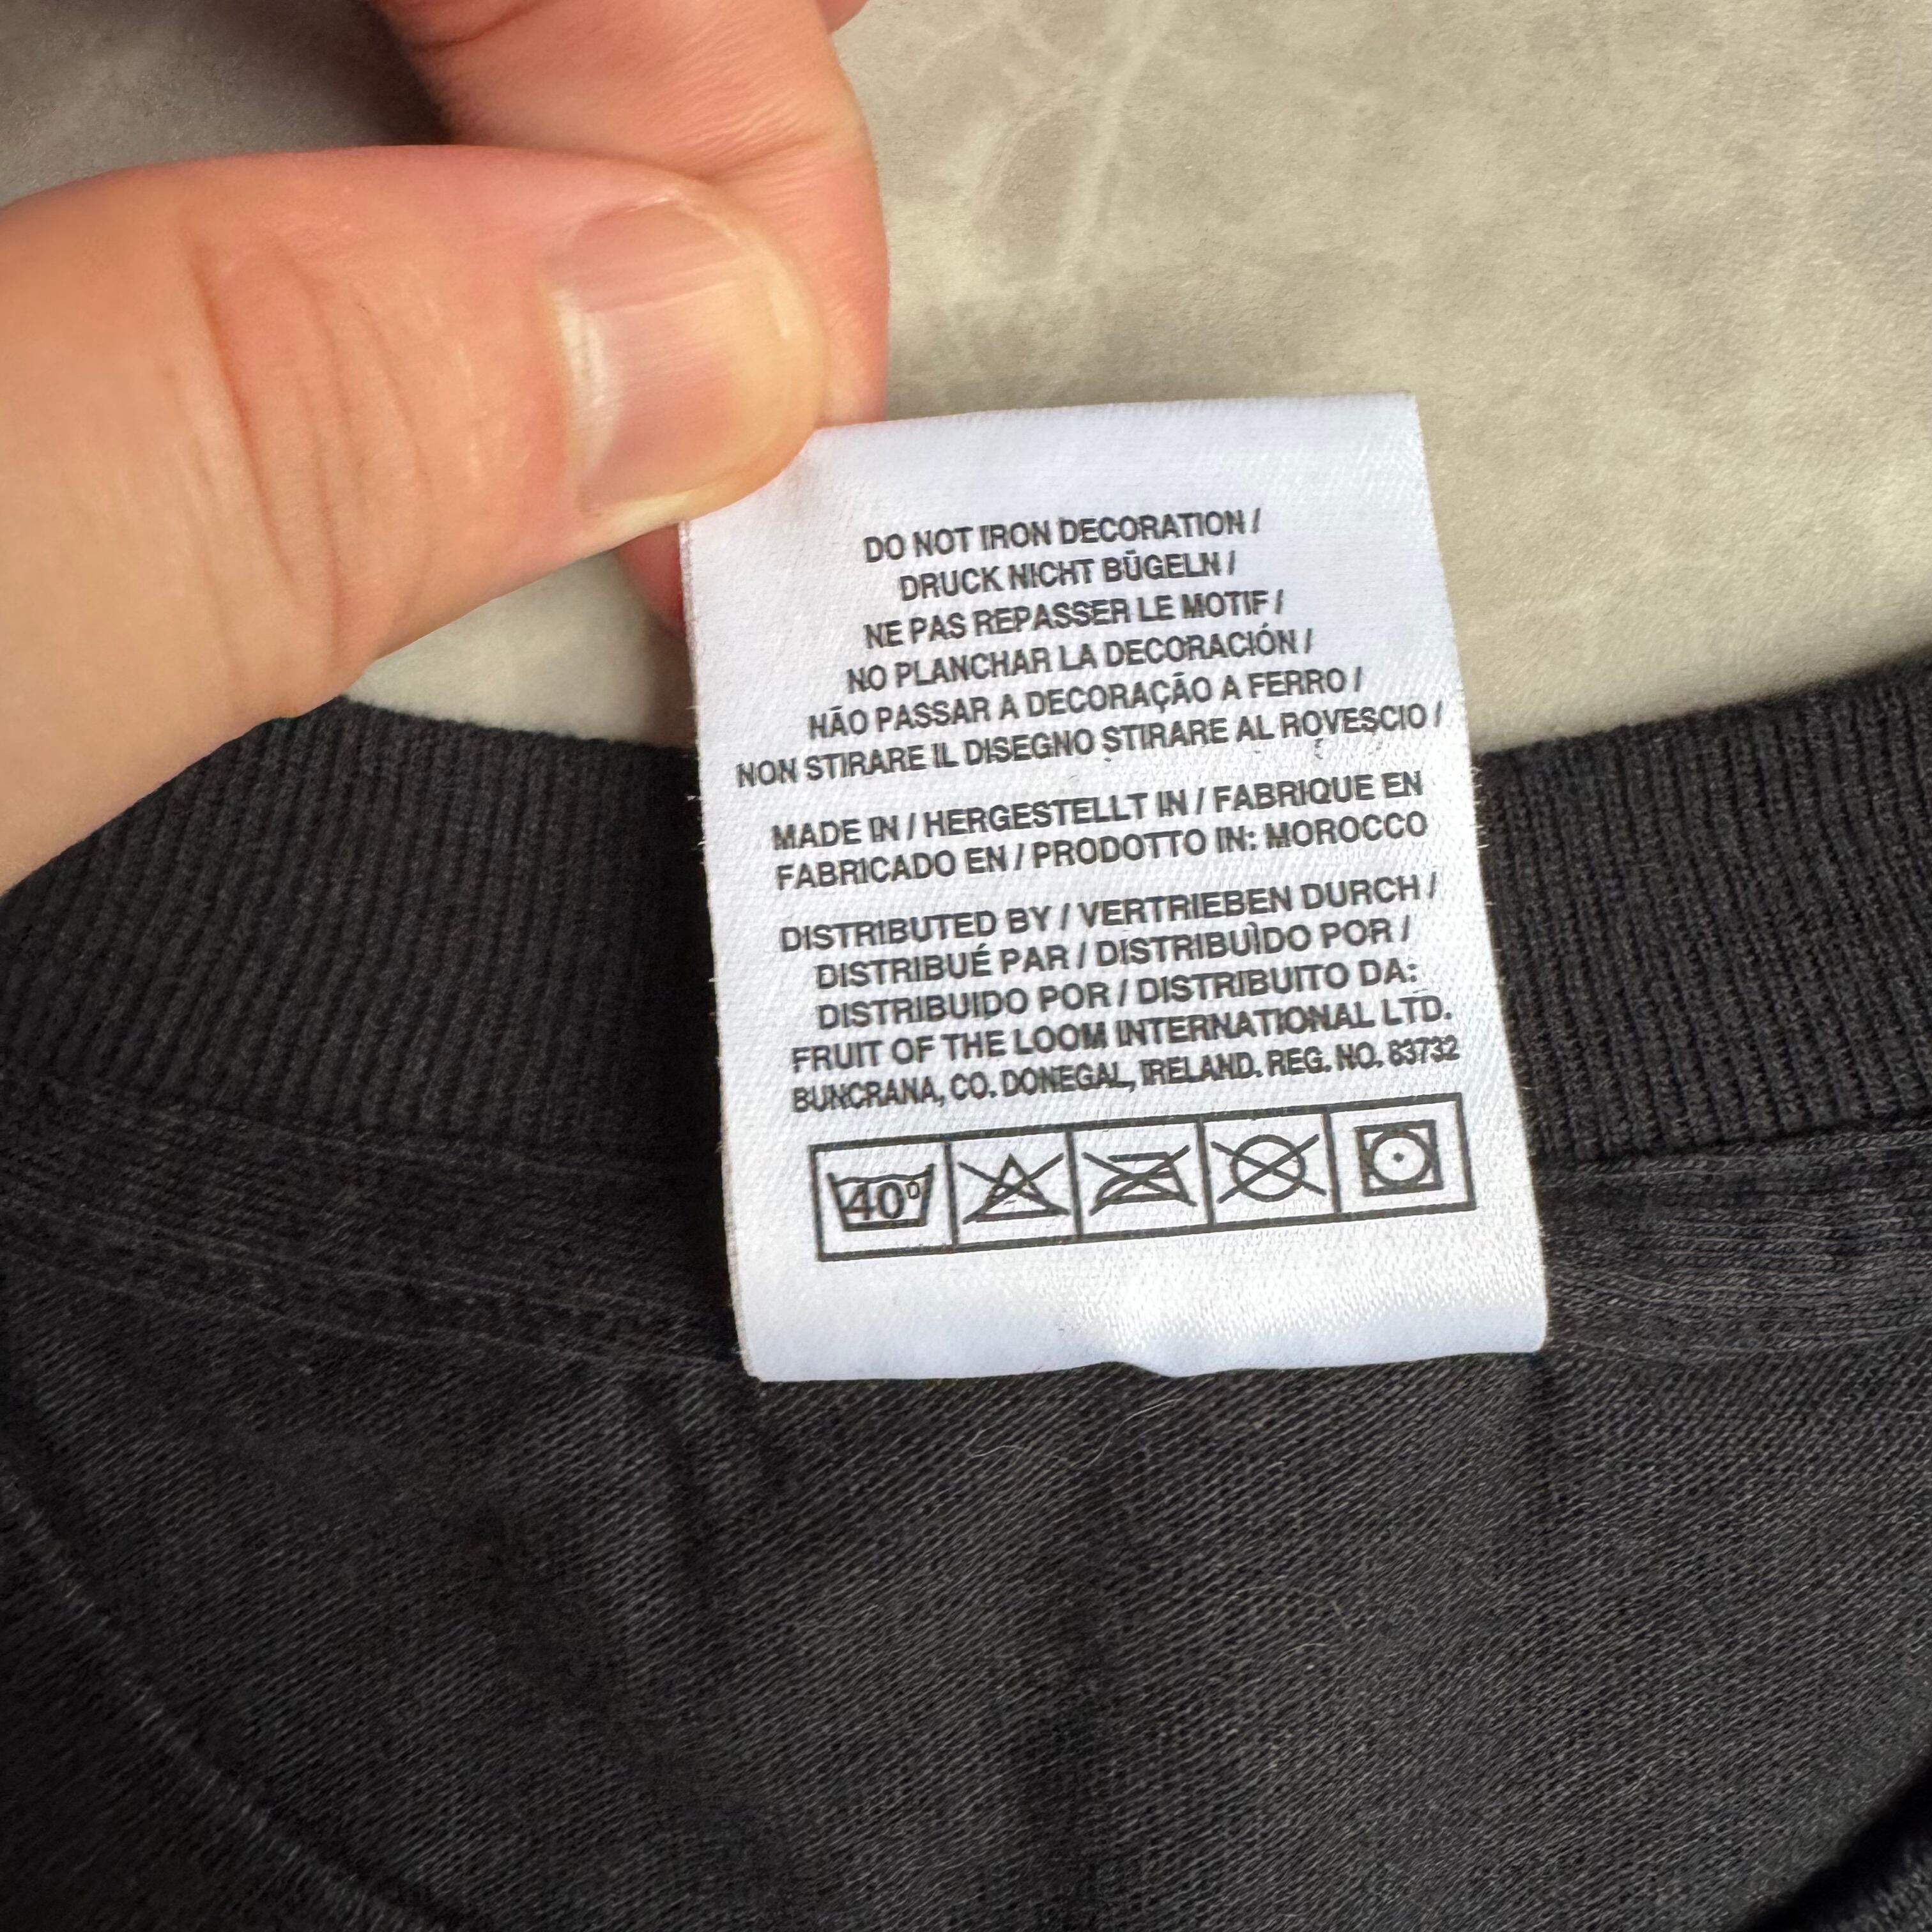 DO NOT IRON DECORATION /
DRUCK NICHT BÜGELN /
NE PAS REPASSER LE MOTIF /
NO PLANCHAR LA DECORACIÓN /
NÃO PASSAR A DECORAÇÃO A FERRO /
NON STIRARE IL DISEGNO STIRARE AL ROVESCIO /
MADE IN / HERGESTELLT IN / FABRIQUE EN
FABRICADO EN / PRODOTTO IN: MOROCCO
DISTRIBUTED BY / VERTRIEBEN DURCH /
DISTRIBUÉ PAR / DISTRIBUÌDO POR /
DISTRIBUIDO POR / DISTRIBUITO DA:
FRUIT OF THE LOOM INTERNATIONAL LTD.
BUNCRANA, CO. DONEGAL, IRELAND. REG. NO. 83732
40°